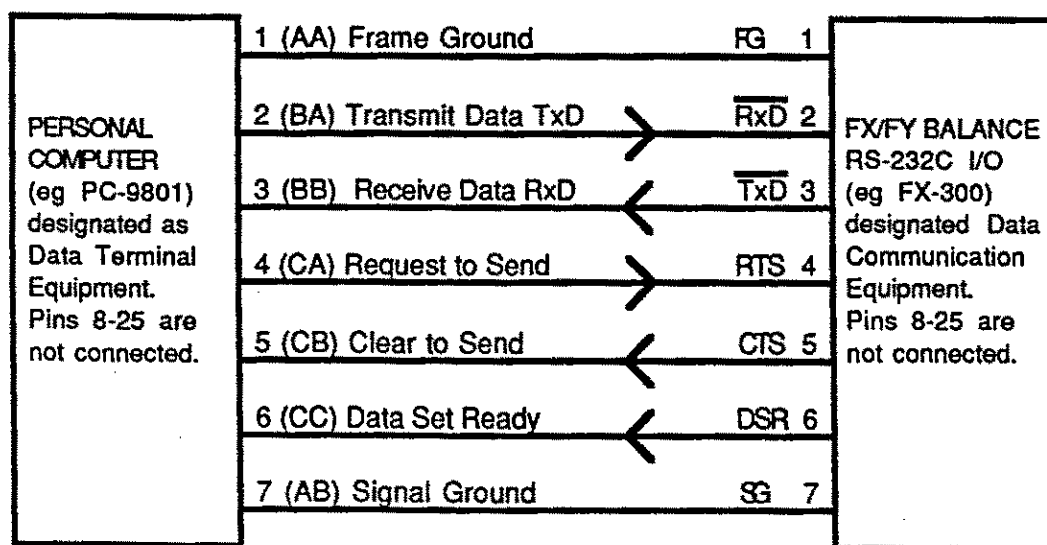 1 (AA) Frame Ground FG 1
2 (BA) Transmit Data TxD RxD 2
3 (BB) Receive Data RxD TxD 3
4 (CA) Request to Send RTS 4
5 (CB) Clear to Send CTS 5
6 (CC) Data Set Ready DSR 6
7 (AB) Signal Ground SG 7
PERSONAL
COMPUTER
(eg PC-9801)
designated as
Data Terminal
Equipment.
Pins 8-25 are
not connected.
FX/FY BALANCE
RS-232C I/O
(eg FX-300)
designated Data
Communication
Equipment.
Pins 8-25 are
not connected.